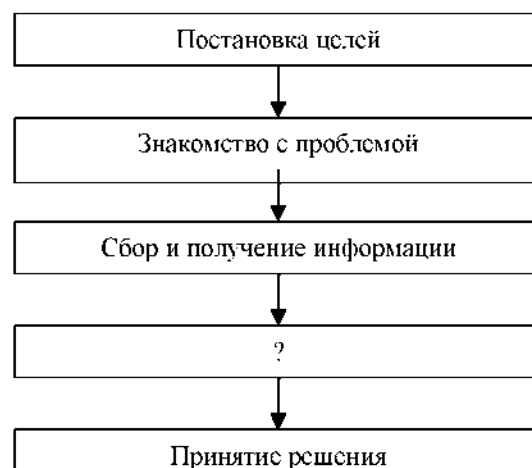 Постановка целей
Знакомство с проблемой
Сбор и получение информации
?
Принятие решения